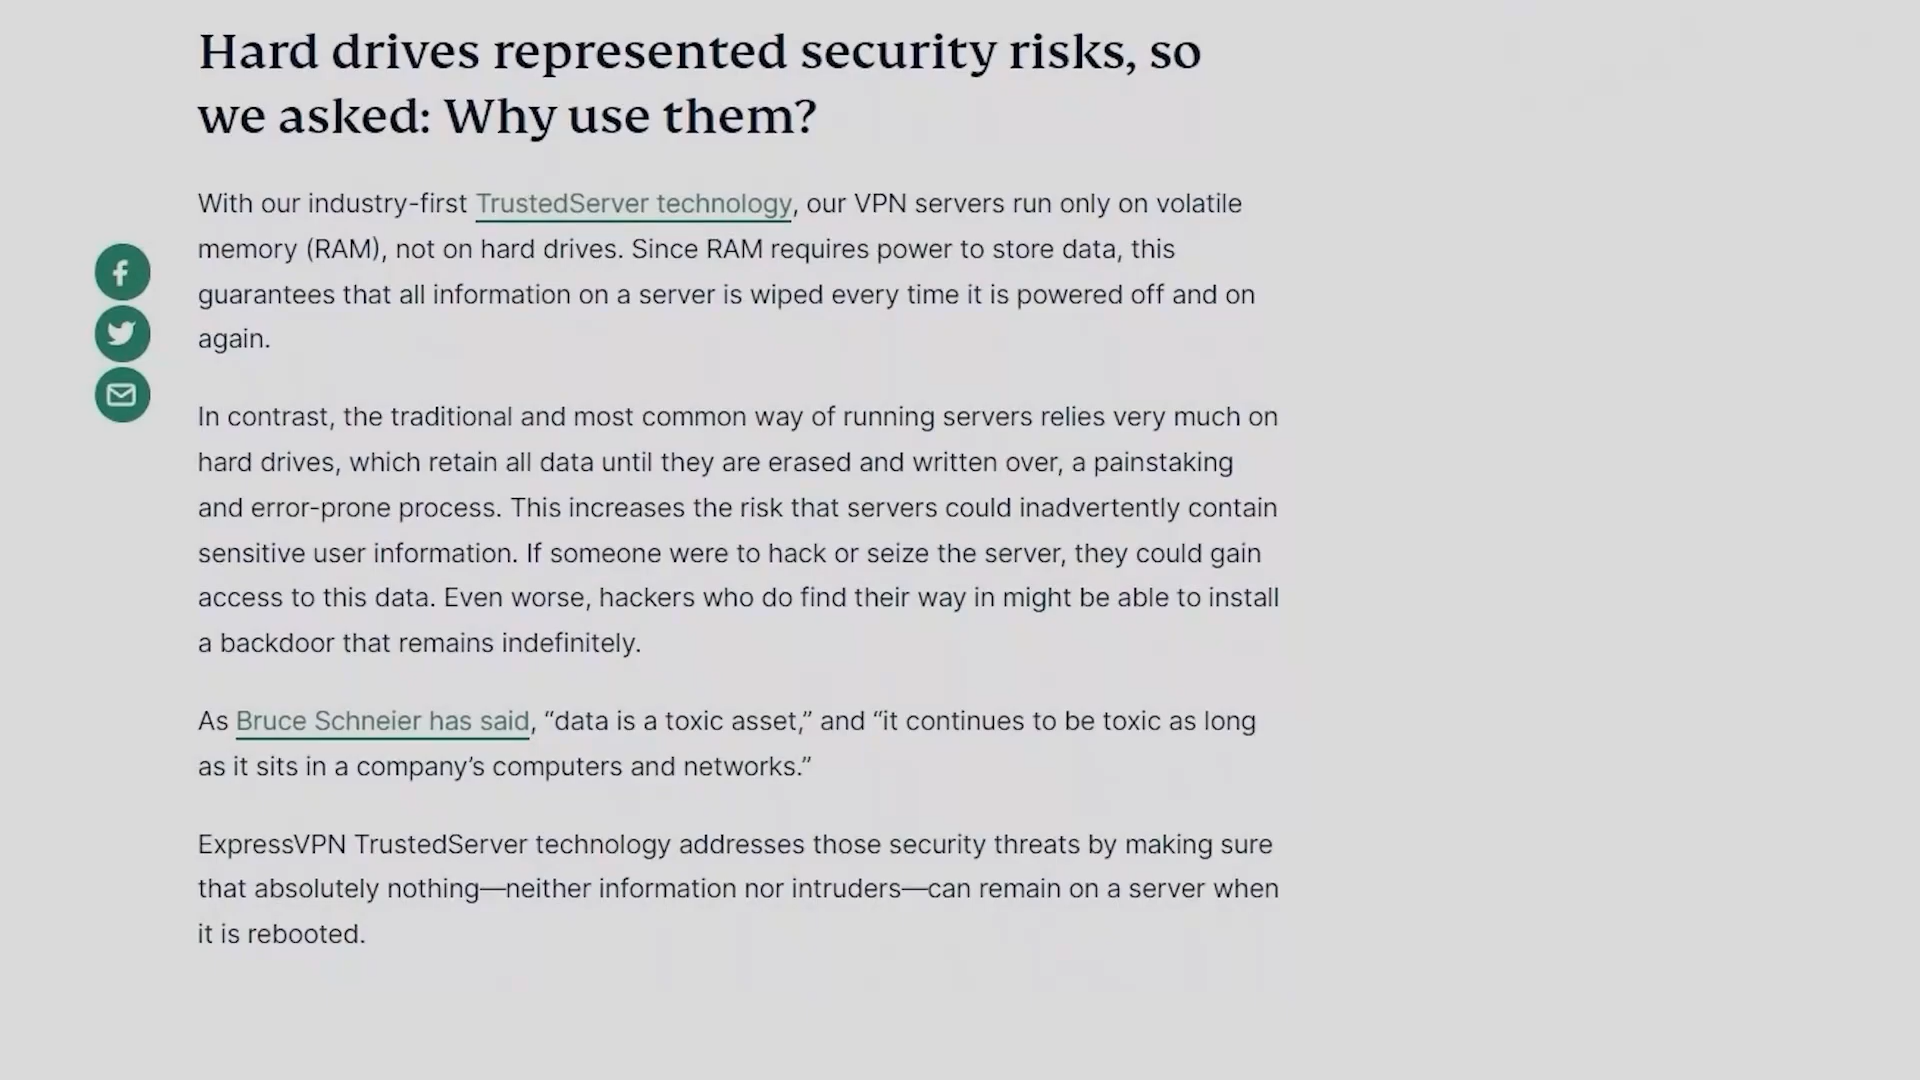 Hard drives represented security risks, so
we asked: Why use them?
With our industry-first TrustedServer technology, our VPN servers run only on volatile
memory (RAM), not on hard drives. Since RAM requires power to store data, this
guarantees that all information on a server is wiped every time it is powered off and on
again.
In contrast, the traditional and most common way of running servers relies very much on
hard drives, which retain all data until they are erased and written over, a painstaking
and error-prone process. This increases the risk that servers could inadvertently contain
sensitive user information. If someone were to hack or seize the server, they could gain
access to this data. Even worse, hackers who do find their way in might be able to install
a backdoor that remains indefinitely.
As Bruce Schneier has said, “data is a toxic asset,” and “it continues to be toxic as long
as it sits in a company’s computers and networks.”
ExpressVPN TrustedServer technology addresses those security threats by making sure
that absolutely nothing—neither information nor intruders—can remain on a server when
it is rebooted.